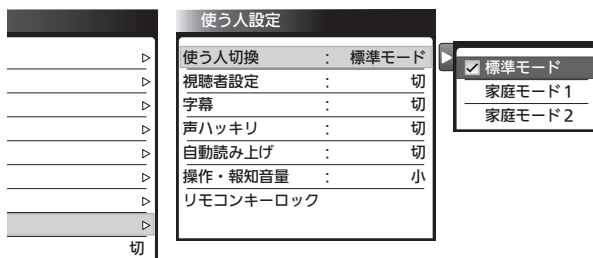 切
使う人設定
使う人切換 : 標準モード
視聴者設定 : 切
字幕 : 切
声ハッキリ : 切
自動読み上げ : 切
操作・報知音量 : 小
リモコンキーロック
標準モード
家庭モード1
家庭モード2